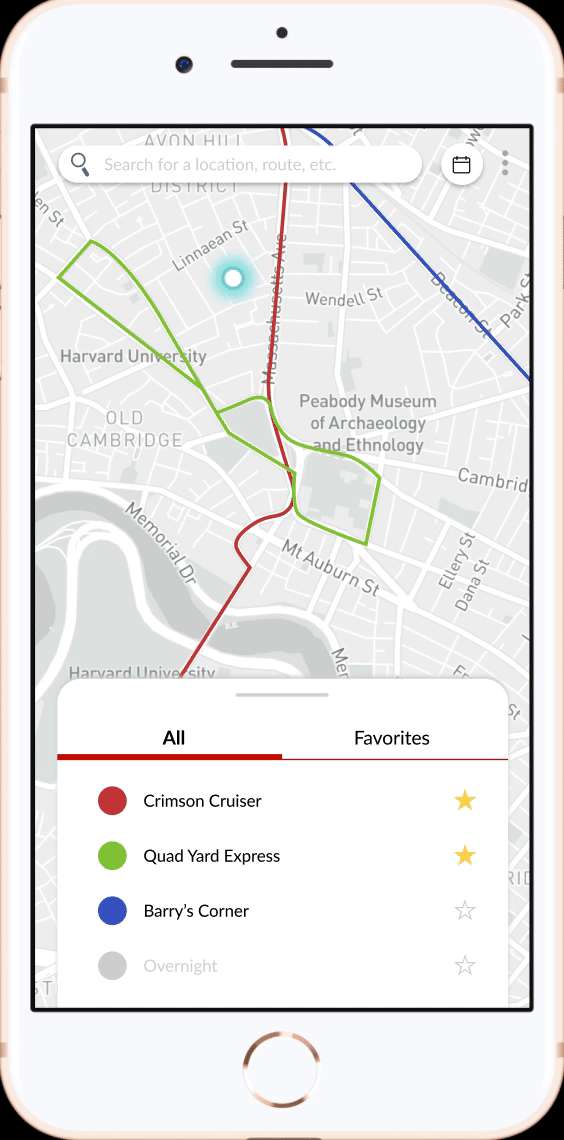 AVON HILL
Search for a location, route, etc.
DISTRICT
Linnaean St
Massachusetts Ave
Wendell St
Beacon St
Park St
Harvard University
Peabody Museum
of Archaeology
and Ethnology
OLD
CAMBRIDGE
Cambrid
Memorial Dr
Mt Auburn St
Ellery St
Dana St
Harvard University
All
Favorites
Crimson Cruiser
Quad Yard Express
Barry's Corner
Overnight
ST